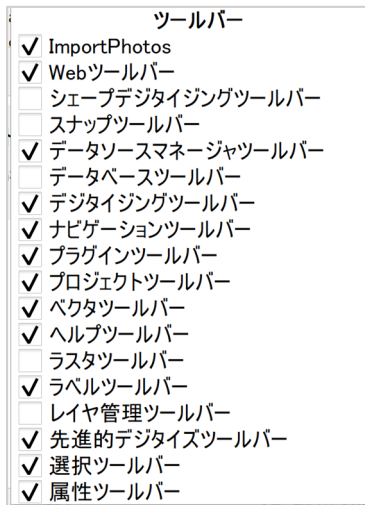 ツールバー
ImportPhotos
Webツールバー
シェープデジタイジングツールバー
スナップツールバー
データソースマネージャツールバー
データベースツールバー
デジタイジングツールバー
ナビゲーションツールバー
プラグインツールバー
プロジェクトツールバー
ベクタツールバー
ヘルプツールバー
ラスタツールバー
ラベルツールバー
レイヤ管理ツールバー
先進的デジタイズツールバー
選択ツールバー
属性ツールバー